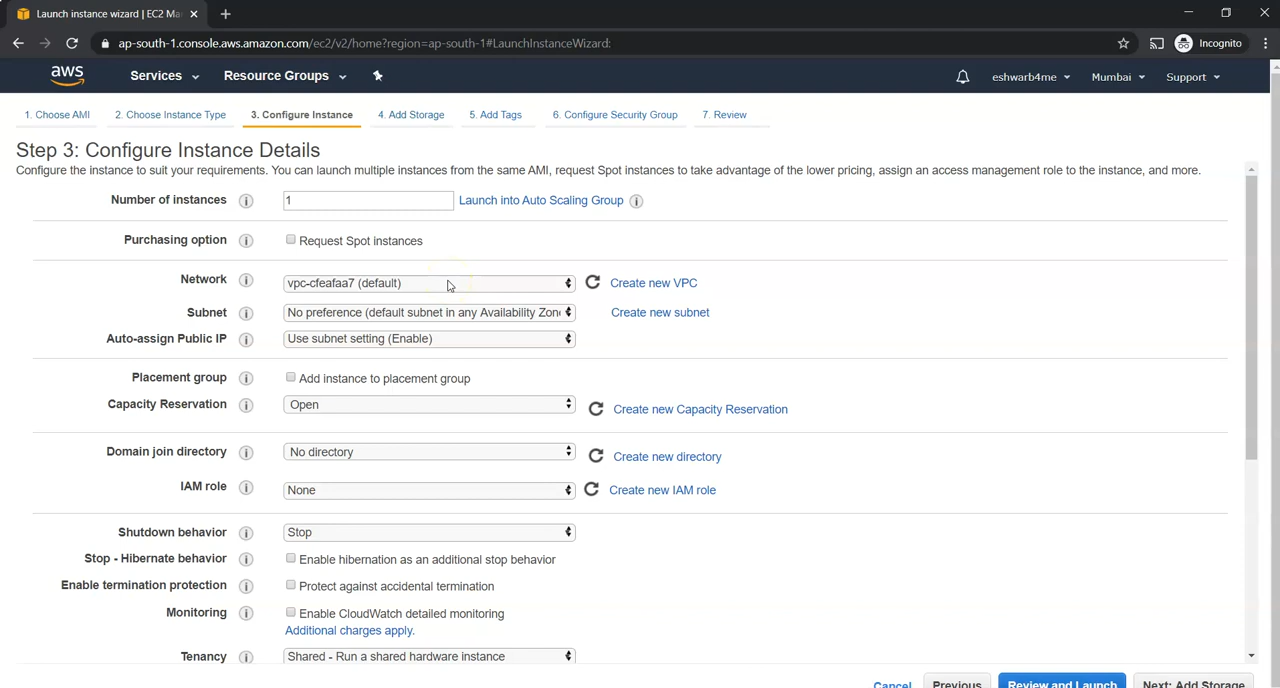 Launch instance wizard | EC2 Ma
ap-south-1.console.aws.amazon.com/ec2/v2/home?region=ap-south-1#LaunchInstanceWizard:
Incognito
aws Services Resource Groups eshwarb4me Mumbai Support
1. Choose AMI 2. Choose Instance Type 3. Configure Instance 4. Add Storage 5. Add Tags 6. Configure Security Group 7. Review
Step 3: Configure Instance Details
Configure the instance to suit your requirements. You can launch multiple instances from the same AMI, request Spot instances to take advantage of the lower pricing, assign an access management role to the instance, and more.
Number of instances i 1 Launch into Auto Scaling Group i
Purchasing option i Request Spot instances
Network i vpc-cfeafaa7 (default) Create new VPC
Subnet i No preference (default subnet in any Availability Zon Create new subnet
Auto-assign Public IP i Use subnet setting (Enable)
Placement group i Add instance to placement group
Capacity Reservation i Open Create new Capacity Reservation
Domain join directory i No directory Create new directory
IAM role i None Create new IAM role
Shutdown behavior i Stop
Stop - Hibernate behavior i Enable hibernation as an additional stop behavior
Enable termination protection i Protect against accidental termination
Monitoring i Enable CloudWatch detailed monitoring
Additional charges apply.
Tenancy i Shared - Run a shared hardware instance
Cancel Previous Review and Launch Next: Add Storage